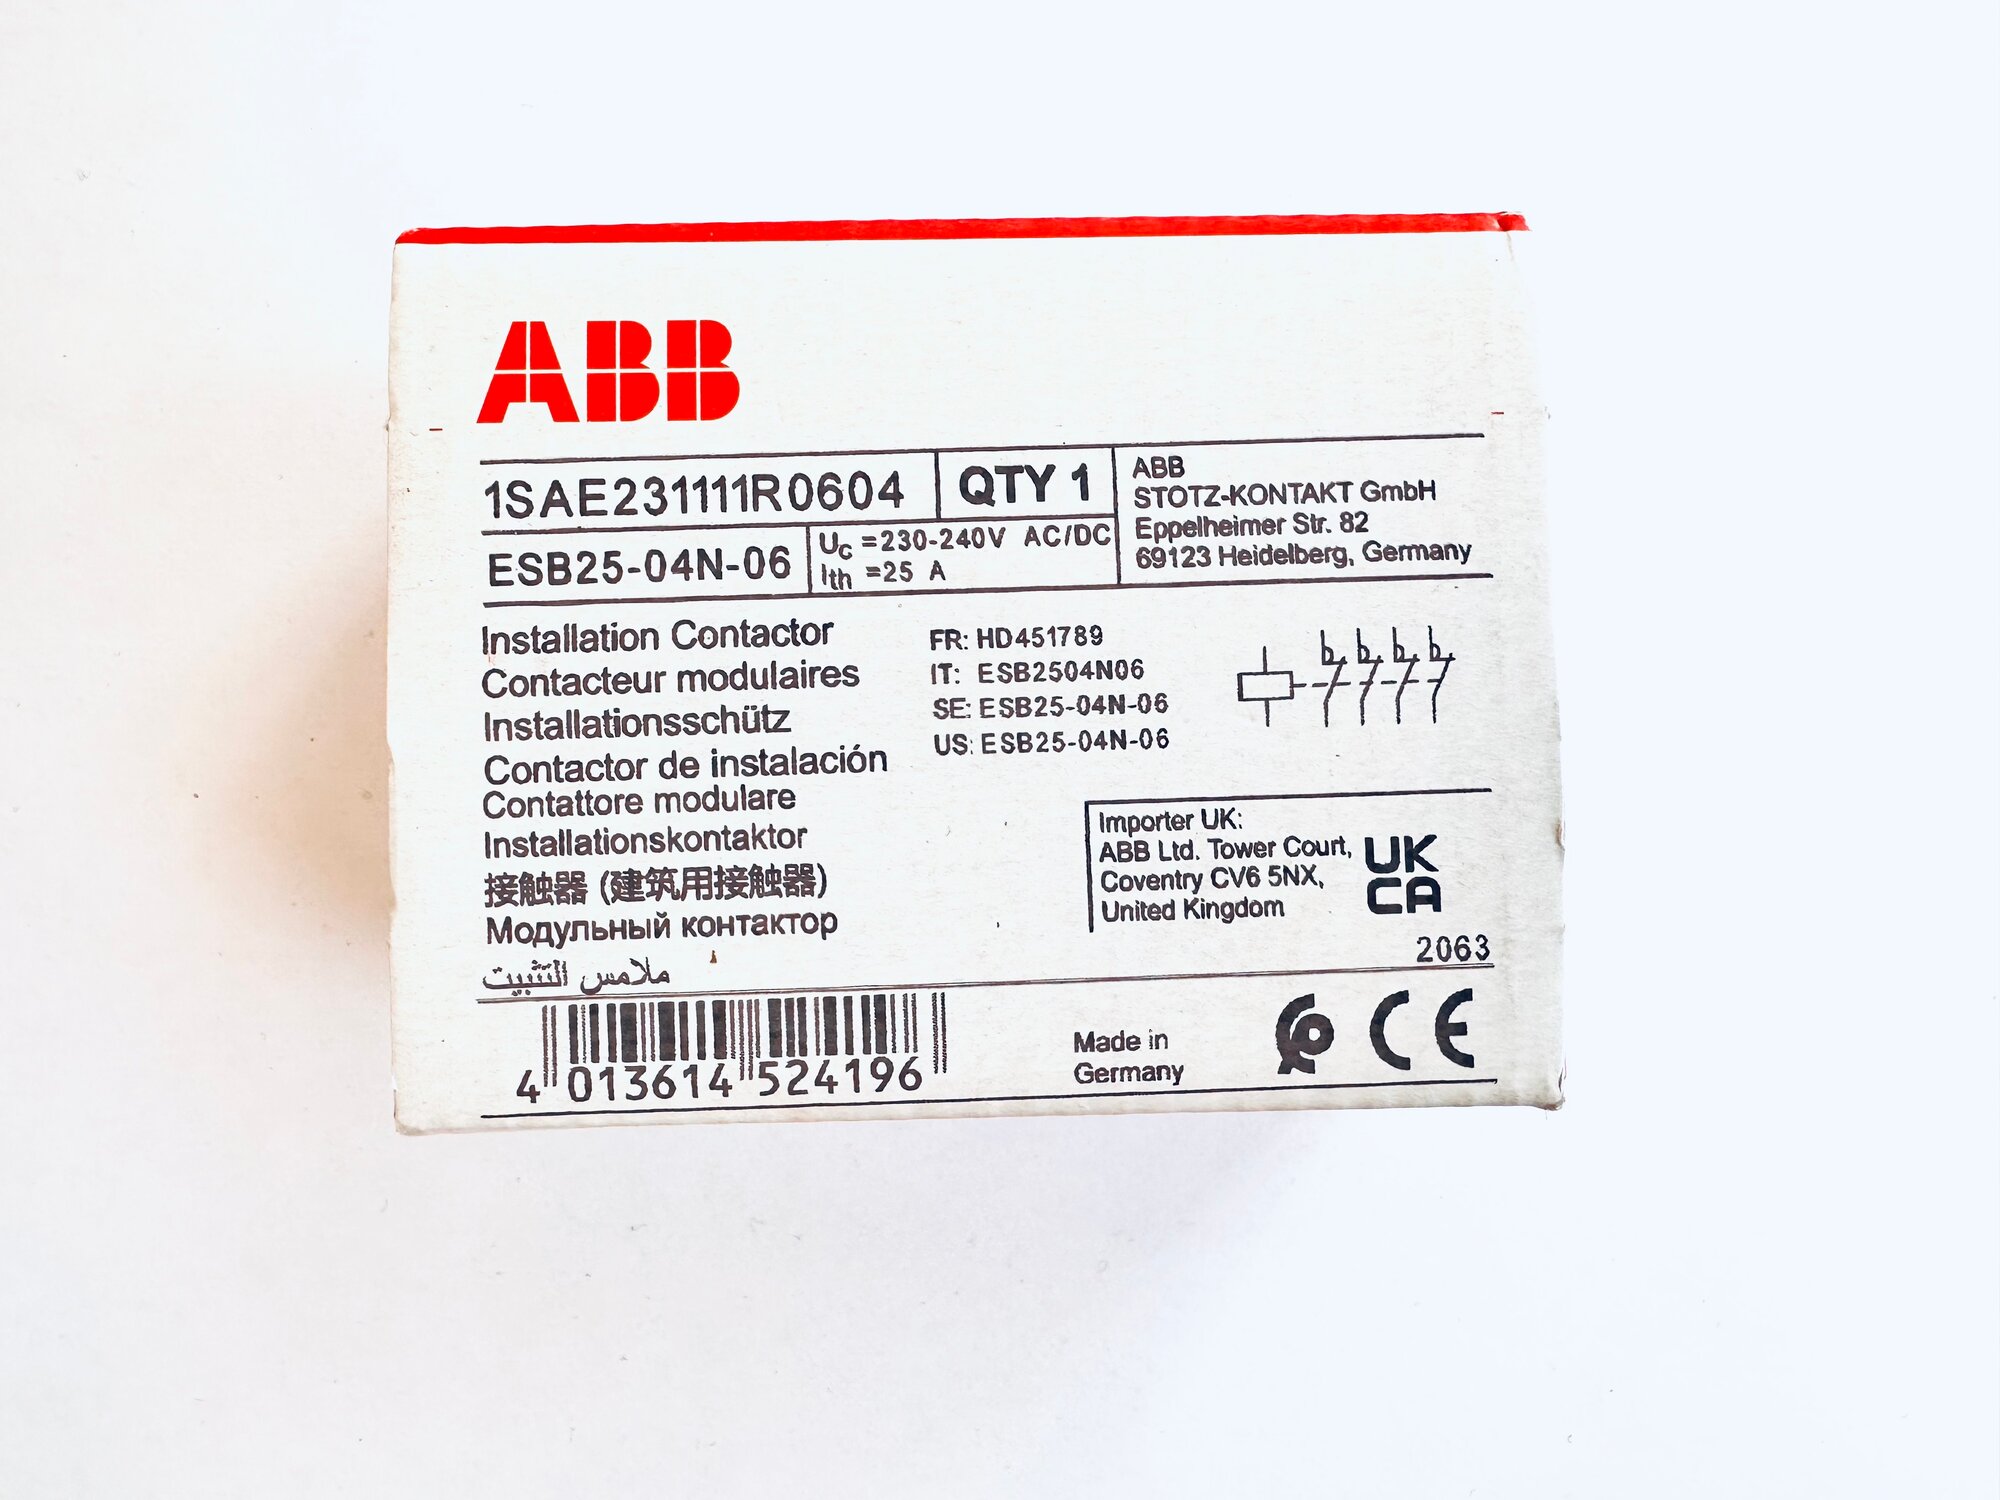 ABB
1SAE231111R0604
QTY 1
ABB
STOTZ-KONTAKT GmbH
Eppelheimer Str. 82
69123 Heidelberg, Germany
ESB25-04N-06
Uc =230-240V AC/DC
Ith =25 A
Installation Contactor
Contacteur modulaires
Installationsschütz
Contactor de instalación
Contattore modulare
Installationskontaktor
接触器 (建筑用接触器)
Модульный контактор
ملامس التثبيت
FR: HD451789
IT: ESB2504N06
SE: ESB25-04N-06
US: ESB25-04N-06
Importer UK:
ABB Ltd. Tower Court,
Coventry CV6 5NX,
United Kingdom
UK
CA
2063
4 013614 524196
Made in
Germany
CE